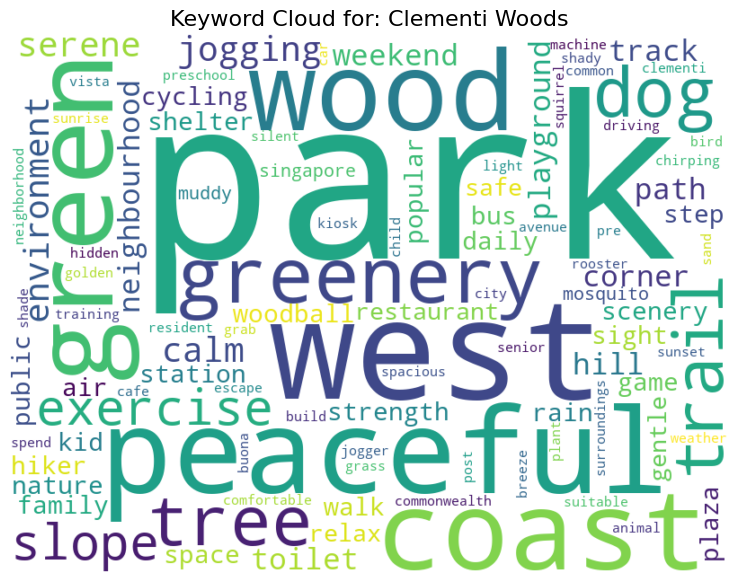 Keyword Cloud for: Clementi Woods
serene
jogging
weekend
machine
track
car
preschool
shady
common
clementi
vista
cycling
wood
playground
squirrel
dog
sunrise
shelter
driving
green
environment
neighbourhood
silent
park
bird
neighborhood
singapore
popular
light
safe
chirping
muddy
path
kiosk
child
bus
avenue
pre
step
daily
sand
hidden
greenery
rooster
golden
city
corner
training
woodball
restaurant
mosquito
shade
resident
grab
west
scenery
trail
public
calm
sight
sunset
station
senior
hill
air
cafe
escape
spacious
game
exercise
build
strength
rain
gentle
spend
kid
buona
peaceful
jogger
grass
post
breeze
plant
surroundings
weather
hiker
nature
family
comfortable
walk
commonwealth
suitable
slope
tree
relax
coast
animal
plaza
space
toilet